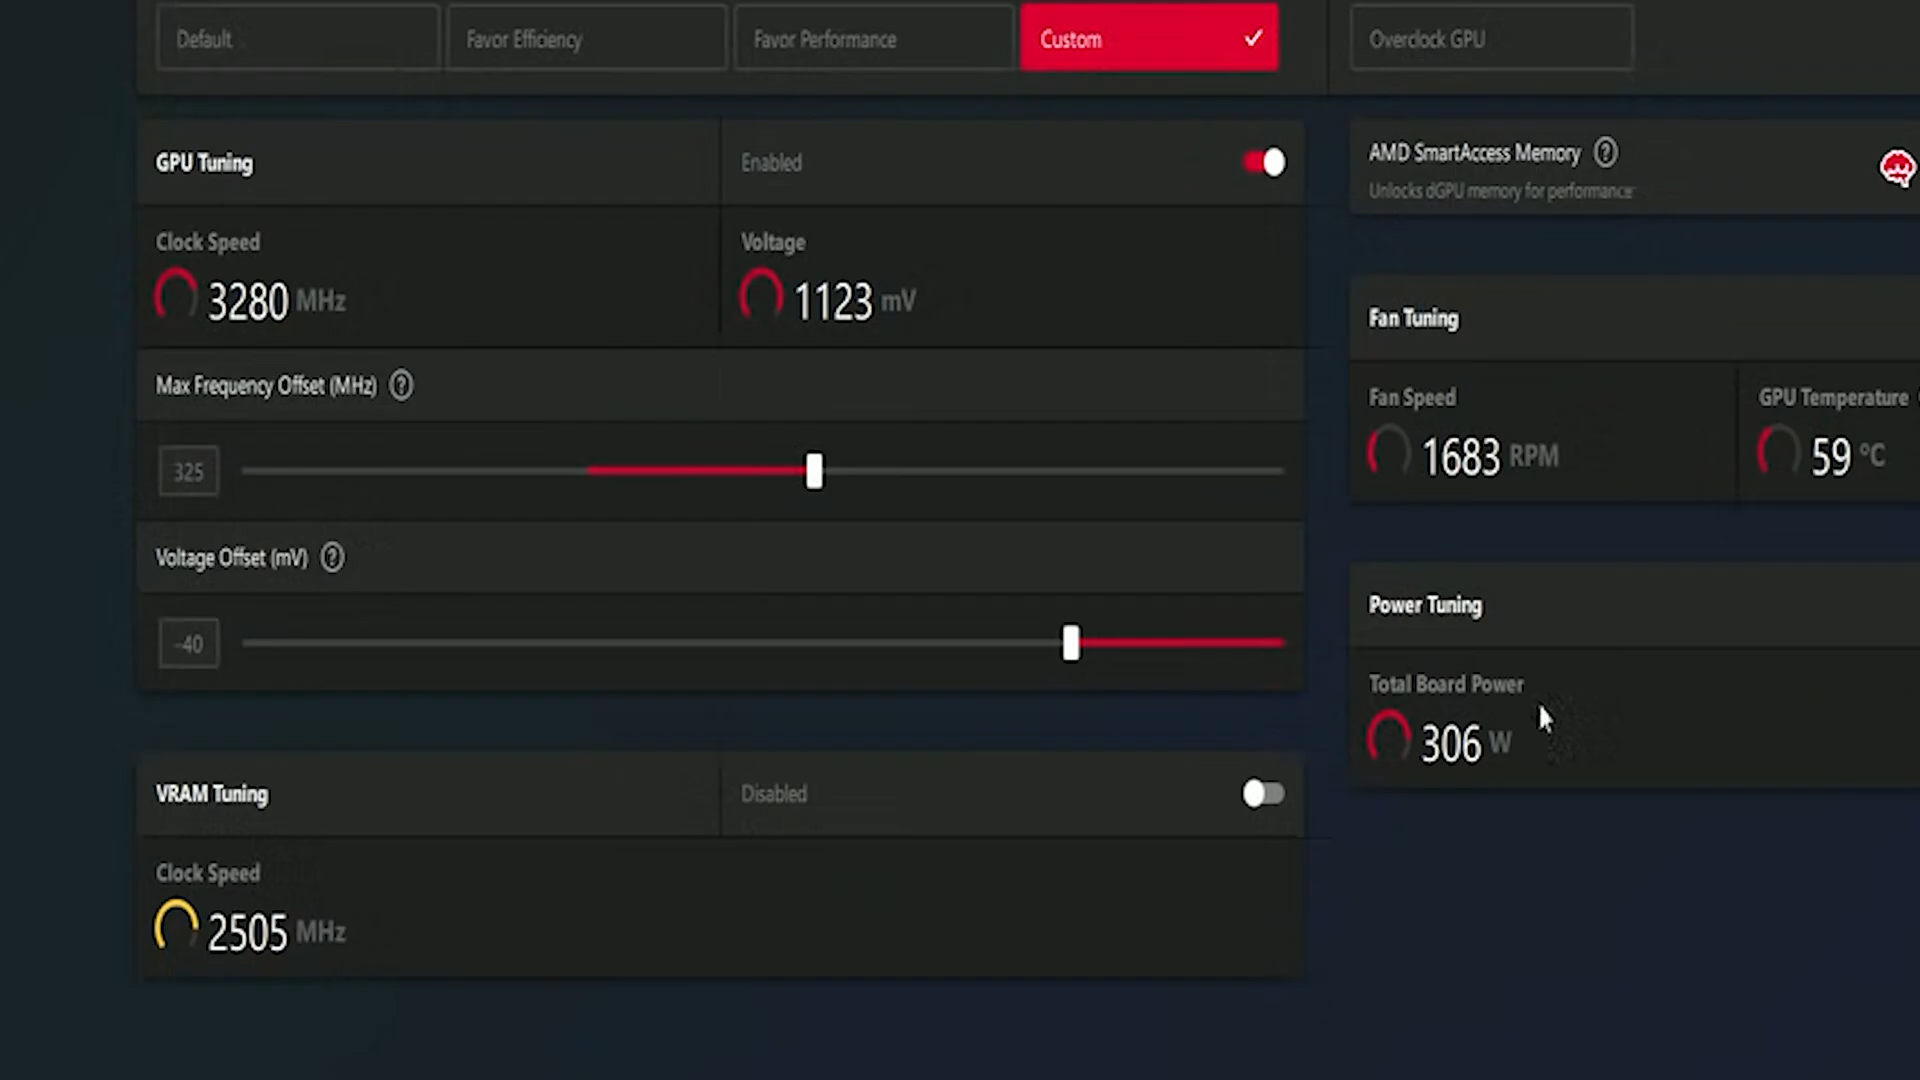 Default
Favor Efficiency
Favor Performance
Custom
Overclock GPU
GPU Tuning
Enabled
Clock Speed
3280 MHz
Voltage
1123 mV
Max Frequency Offset (MHz) ?
325
Voltage Offset (mV) ?
-40
VRAM Tuning
Disabled
Clock Speed
2505 MHz
AMD SmartAccess Memory ?
Unlocks dGPU memory for performance
Fan Tuning
Fan Speed
1683 RPM
GPU Temperature
59 °C
Power Tuning
Total Board Power
306 W